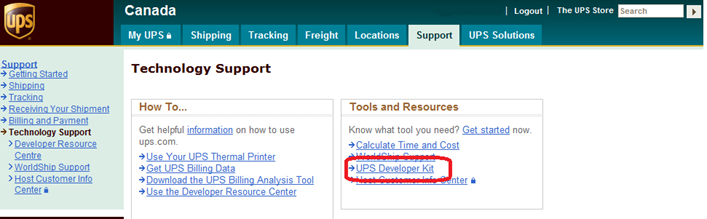 ups
Canada
Logout | The UPS Store Search
My UPS Shipping Tracking Freight Locations Support UPS Solutions
Support
Getting Started
Shipping
Tracking
Receiving Your Shipment
Billing and Payment
Technology Support
Developer Resource
Centre
WorldShip Support
Host Customer Info
Center
Technology Support
How To...
Get helpful information on how to use
ups.com.
Use Your UPS Thermal Printer
Get UPS Billing Data
Download the UPS Billing Analysis Tool
Use the Developer Resource Center
Tools and Resources
Know what tool you need? Get started now.
Calculate Time and Cost
WorldShip Support
UPS Developer Kit
Host Customer Info Center